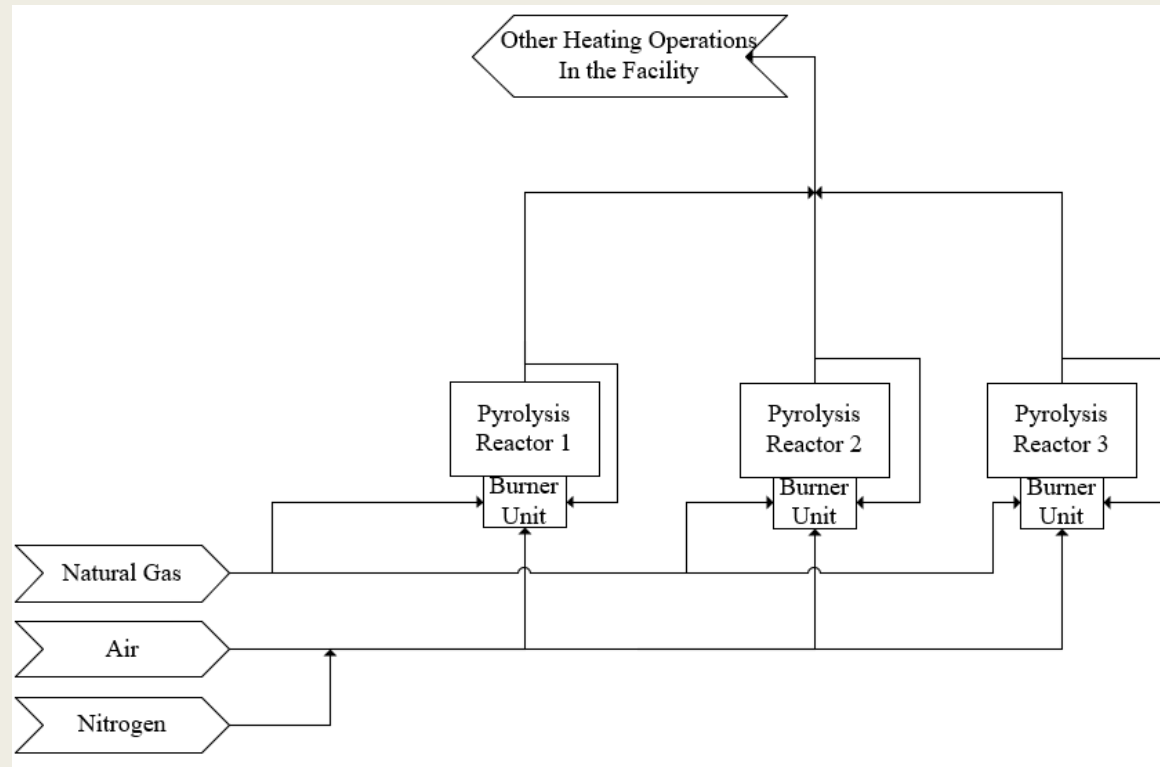 Other Heating Operations
In the Facility
Pyrolysis
Reactor 1
Pyrolysis
Reactor 2
Pyrolysis
Reactor 3
Burner
Unit
Burner
Unit
Burner
Unit
Natural Gas
Air
Nitrogen